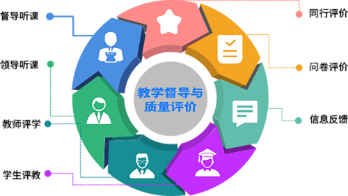 督导听课
同行评价
领导听课
问卷评价
教学督导与
质量评价
教师评学
信息反馈
学生评教